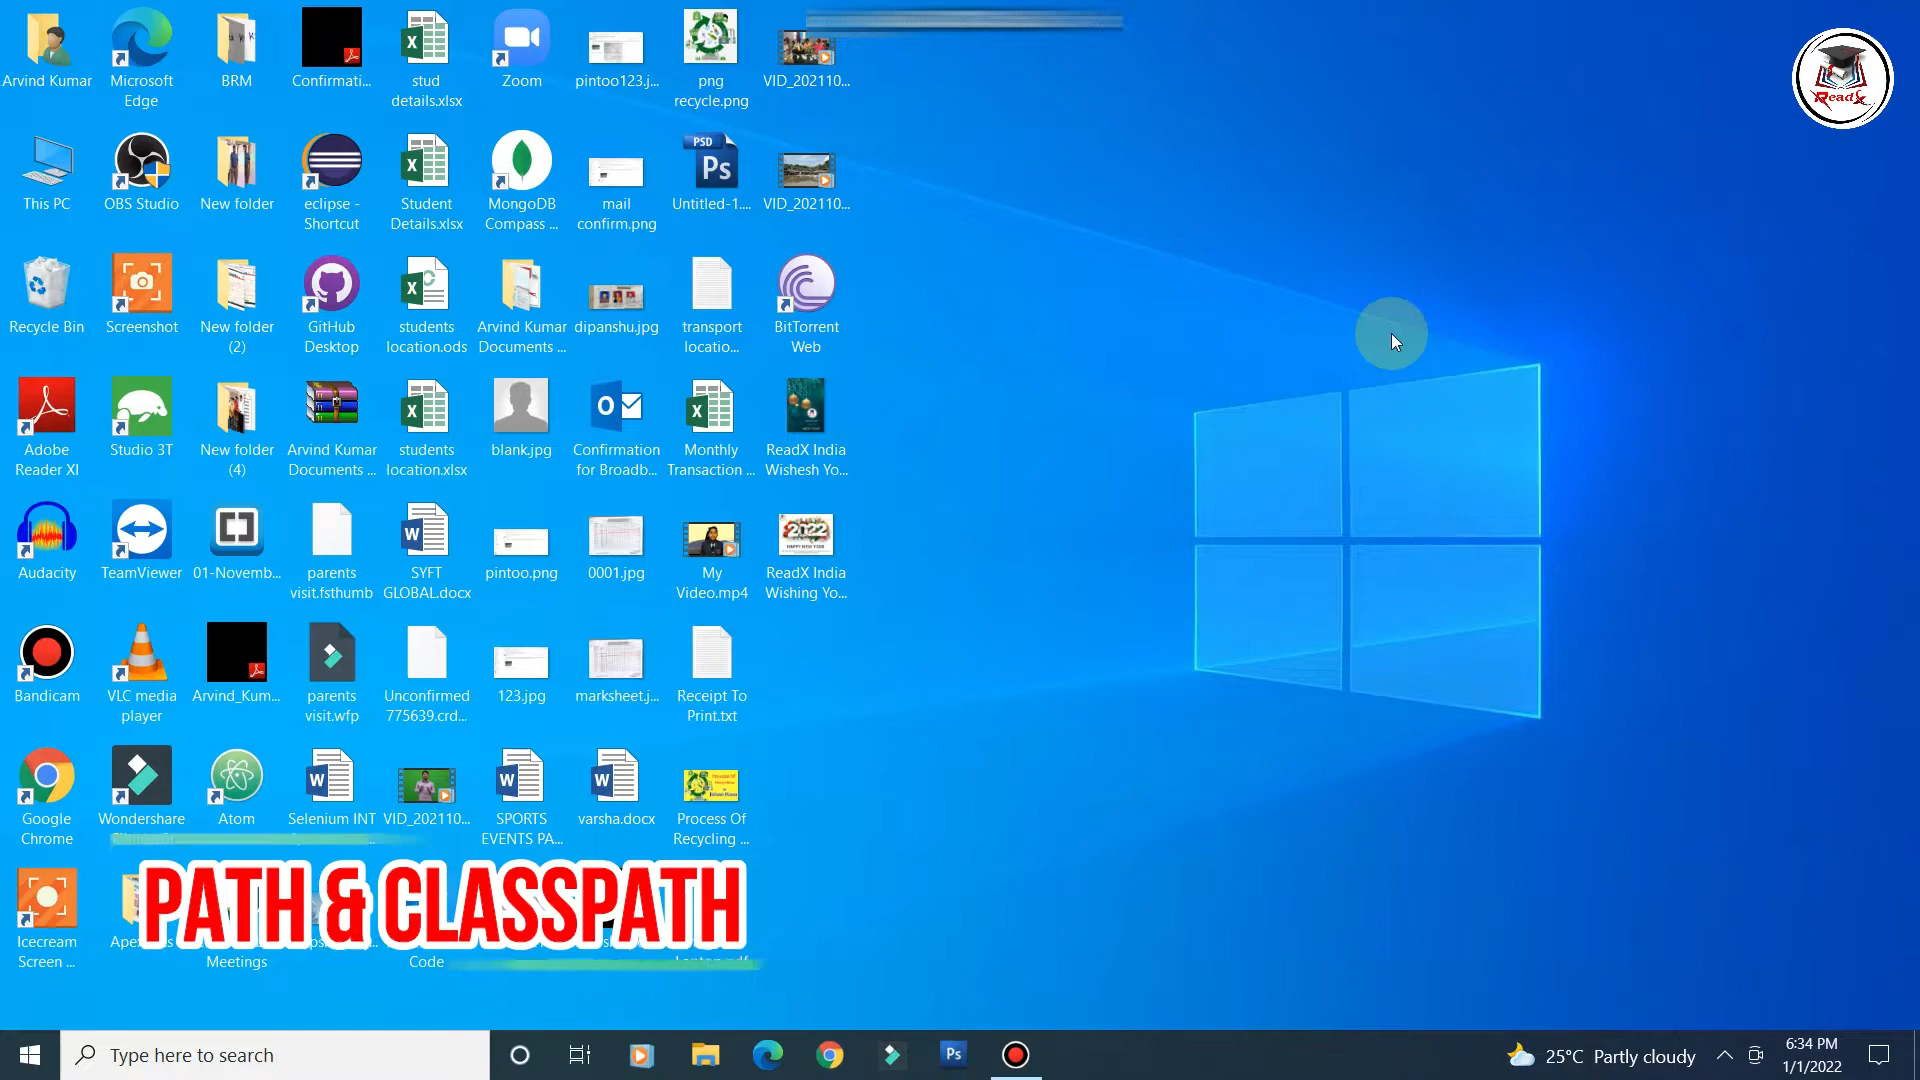 Arvind Kumar
Microsoft
Edge
BRM
Confirmati...
stud
details.xlsx
Zoom
pintoo123.j...
png
recycle.png
VID_202110...
ReadX
This PC
OBS Studio
New folder
eclipse -
Shortcut
Student
Details.xlsx
MongoDB
Compass ...
mail
confirm.png
PSD
Ps
Untitled-1....
VID_202110...
Recycle Bin
Screenshot
New folder
(2)
GitHub
Desktop
students
location.ods
Arvind Kumar
Documents ...
dipanshu.jpg
transport
locatio...
BitTorrent
Web
Adobe
Reader XI
Studio 3T
New folder
(4)
Arvind Kumar
Documents ...
students
location.xlsx
blank.jpg
Confirmation
for Broadb...
Monthly
Transaction ...
ReadX India
Wishesh Yo...
Audacity
TeamViewer
01-Novemb...
parents
visit.fsthumb
SYFT
GLOBAL.docx
pintoo.png
0001.jpg
My
Video.mp4
2022
ReadX India
Wishing Yo...
Bandicam
VLC media
player
Arvind_Kum...
parents
visit.wfp
Unconfirmed
775639.crd...
123.jpg
marksheet.j...
Receipt To
Print.txt
Google
Chrome
Wondershare
Atom
Selenium INT
VID_202110...
SPORTS
EVENTS PA...
varsha.docx
Process Of
Recycling ...
PATH & CLASSPATH
Icecream
Screen ...
Meetings
Code
Type here to search
Ps
25°C Partly cloudy
6:34 PM
1/1/2022